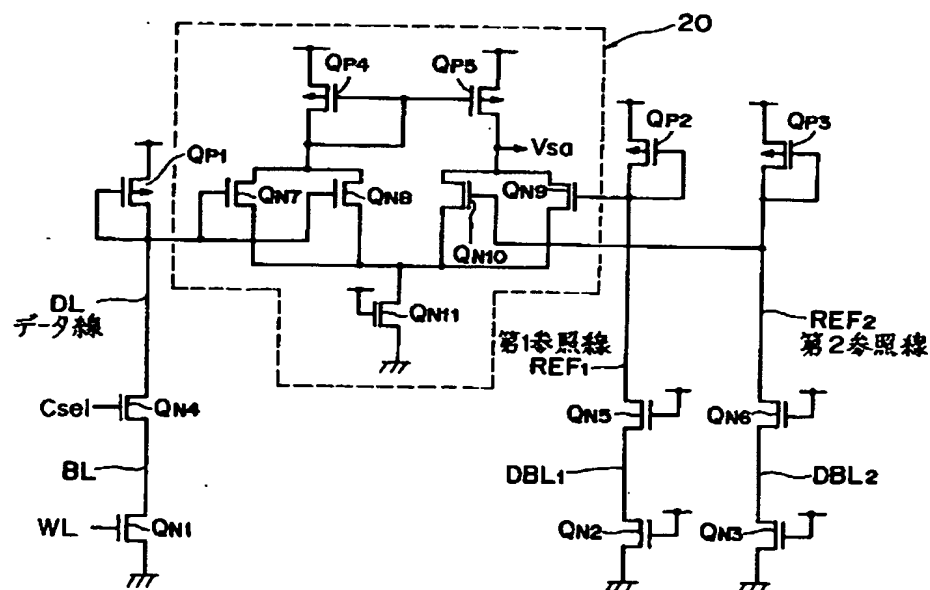 20
QP4
QP5
QP2
QP3
QP1
Vsa
QN7
QN8
QN9
QN10
DL
データ線
QN11
第1参照線
REF1
REF2
第2参照線
Csel
QN4
QN5
QN6
BL
DBL1
DBL2
WL
QN1
QN2
QN3